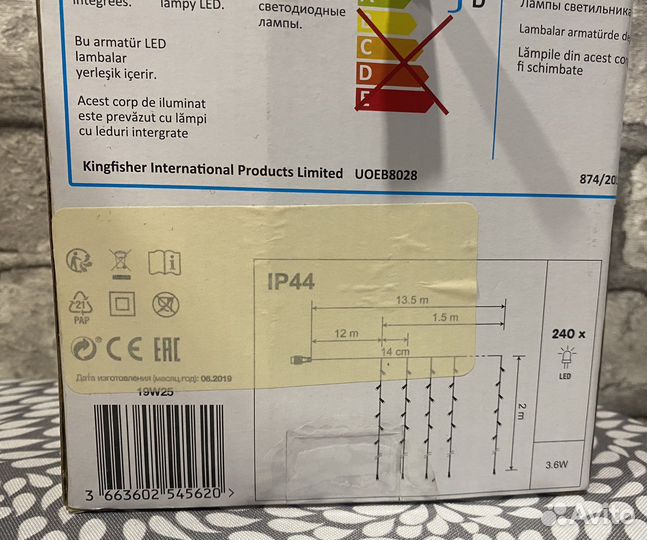 lampy LED.
светодиодные
лампы.
A
C
D
E
D
лампы светильника
Lambalar armatürde
Lămpile din acest
fi schimbate
Bu armatür LED
lambalar
yerleşik içerir.
Acest corp de iluminat
este prevăzut cu lămpi
cu leduri intergrate
Kingfisher International Products Limited UOEB8028
874/20
IP44
13.5 m
1.5 m
12 m
14 cm
2 m
240 x
LED
3.6W
21
PAP
CE EAC
Дата изготовления (месяц,год): 06.2019
19W25
3 663602 545620 >
Avito